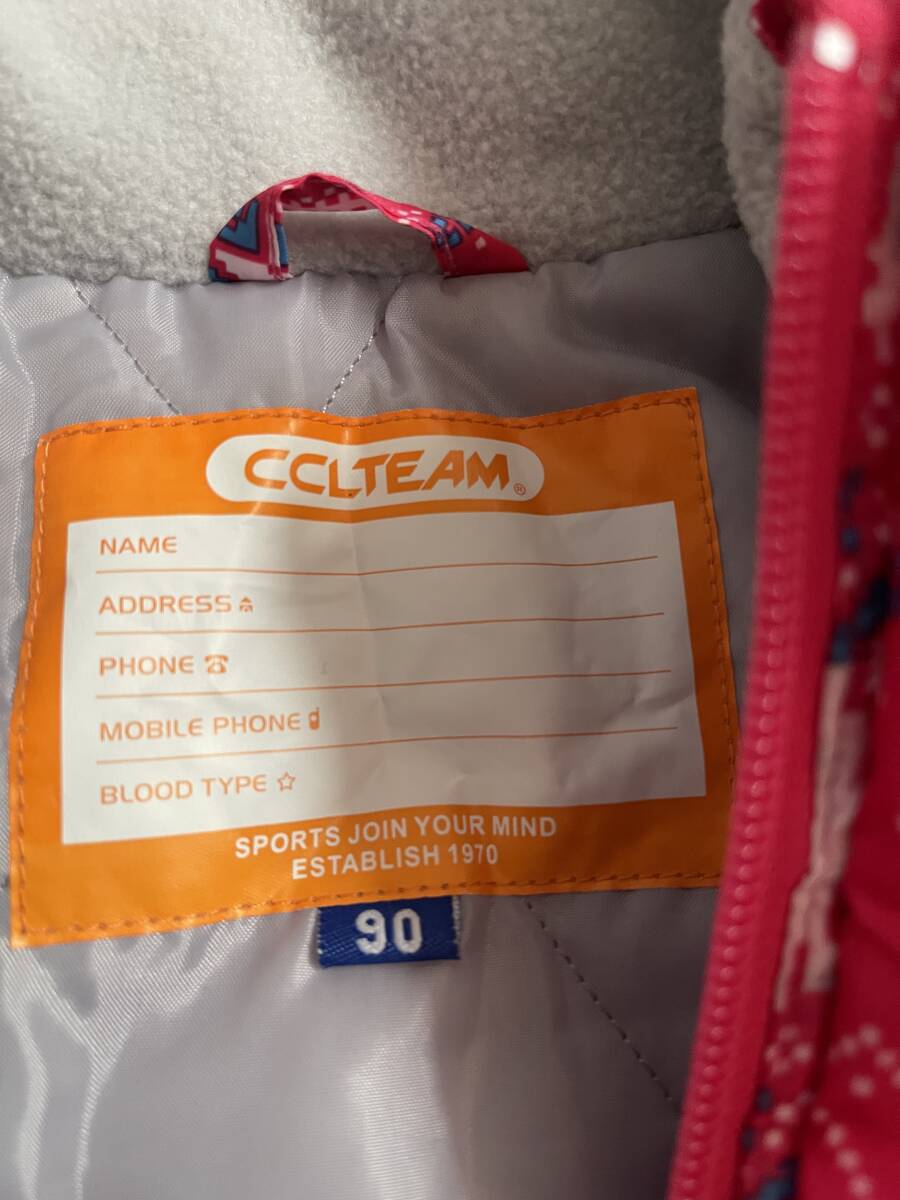 CCLTEAM®
NAME
ADDRESS
PHONE
MOBILE PHONE
BLOOD TYPE
SPORTS JOIN YOUR MIND
ESTABLISH 1970
90